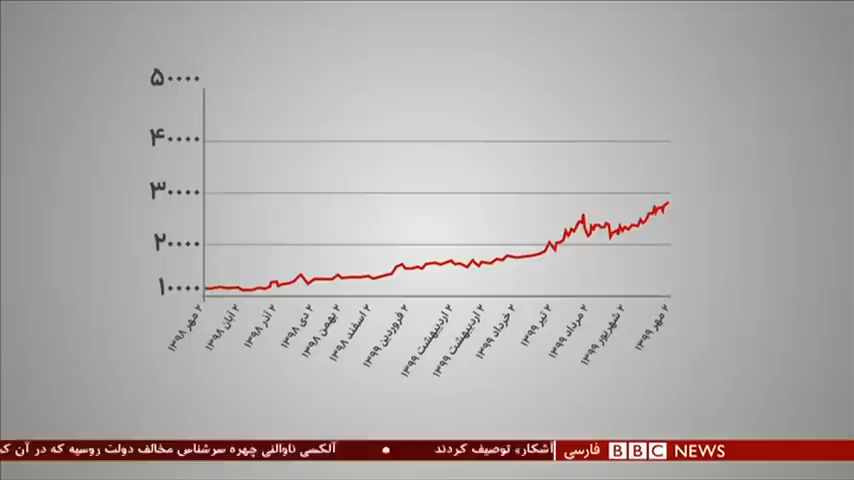 ۵۰۰۰۰
۴۰۰۰۰
۳۰۰۰۰
۲۰۰۰۰
۱۰۰۰۰
۲ مهر ۱۳۹۸
۲ آبان ۱۳۹۸
۲ آذر ۱۳۹۸
۲ دی ۱۳۹۸
۲ بهمن ۱۳۹۸
۲ اسفند ۱۳۹۸
۲ فروردین ۱۳۹۹
۲ اردیبهشت ۱۳۹۹
۲ اردیبهشت ۱۳۹۹
۲ خرداد ۱۳۹۹
۲ تیر ۱۳۹۹
۲ مرداد ۱۳۹۹
۲ شهریور ۱۳۹۹
۲ مهر ۱۳۹۹
BBC NEWS فارسی
آشکار» توصیف کردند • آلکسی ناوالنی چهره سرشناس مخالف دولت روسیه که در آن